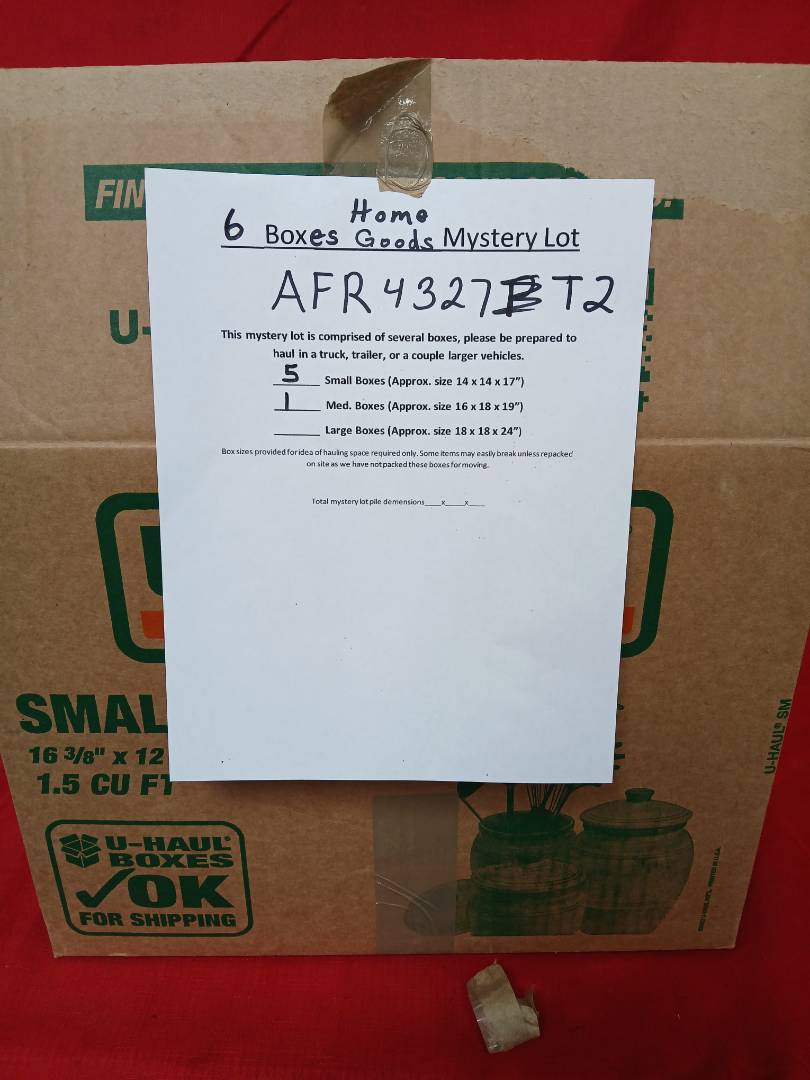 FIN
U-
Home
6 Boxes Goods Mystery Lot
AFR 4327 B T2
This mystery lot is comprised of several boxes, please be prepared to
haul in a truck, trailer, or a couple larger vehicles.
5 Small Boxes (Approx. size 14 x 14 x 17")
1 Med. Boxes (Approx. size 16 x 18 x 19")
______ Large Boxes (Approx. size 18 x 18 x 24")
Box sizes provided for idea of hauling space required only. Some items may easily break unless repacked
on site as we have not packed these boxes for moving.
Total mystery lot pile demensions____x____x____
SMAL
16 3/8" x 12
1.5 CU FT
U-HAUL®
BOXES
OK
FOR SHIPPING
U-HAUL® SM